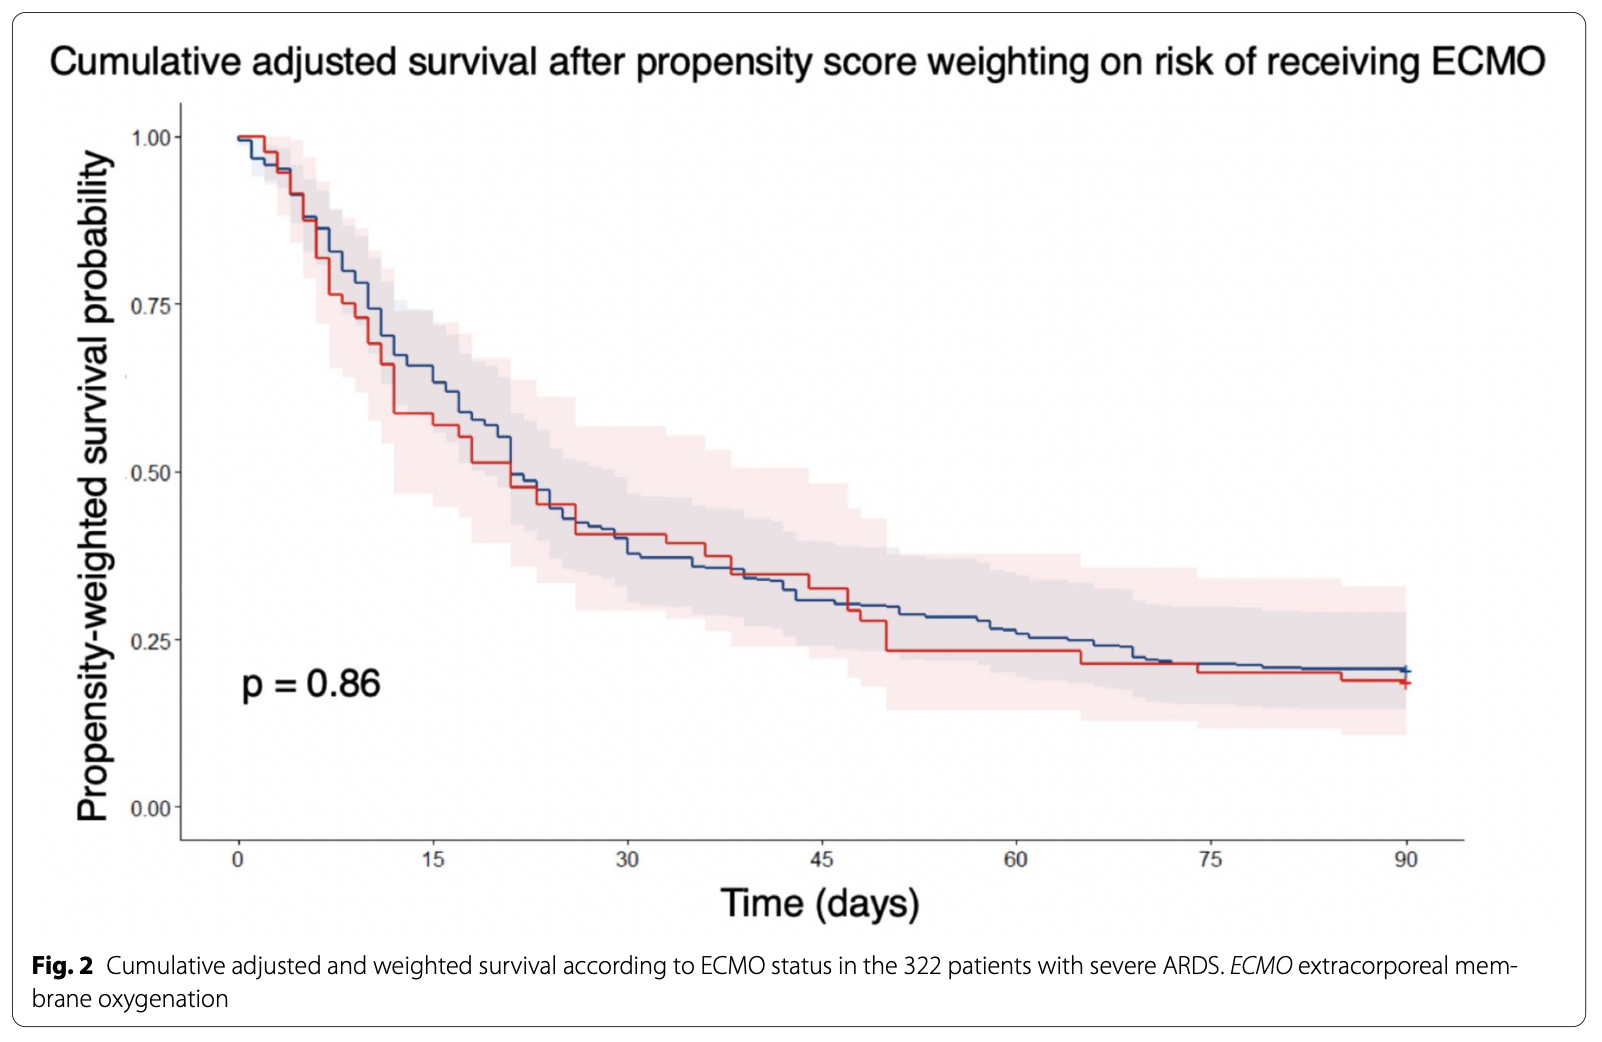 Cumulative adjusted survival after propensity score weighting on risk of receiving ECMO
Propensity-weighted survival probability
1.00
0.75
0.50
0.25
0.00
p = 0.86
0 15 30 45 60 75 90
Time (days)
Fig. 2 Cumulative adjusted and weighted survival according to ECMO status in the 322 patients with severe ARDS. ECMO extracorporeal mem-
brane oxygenation